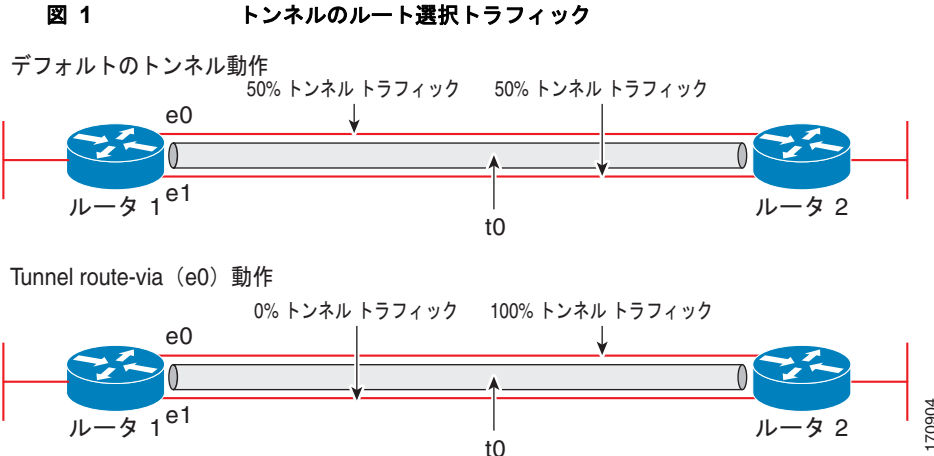 図 1 トンネルのルート選択トラフィック
デフォルトのトンネル動作
50% トンネル トラフィック 50% トンネル トラフィック
e0
e1
ルータ 1
ルータ 2
t0
Tunnel route-via（e0）動作
0% トンネル トラフィック 100% トンネル トラフィック
e0
e1
ルータ 1
ルータ 2
t0
170904